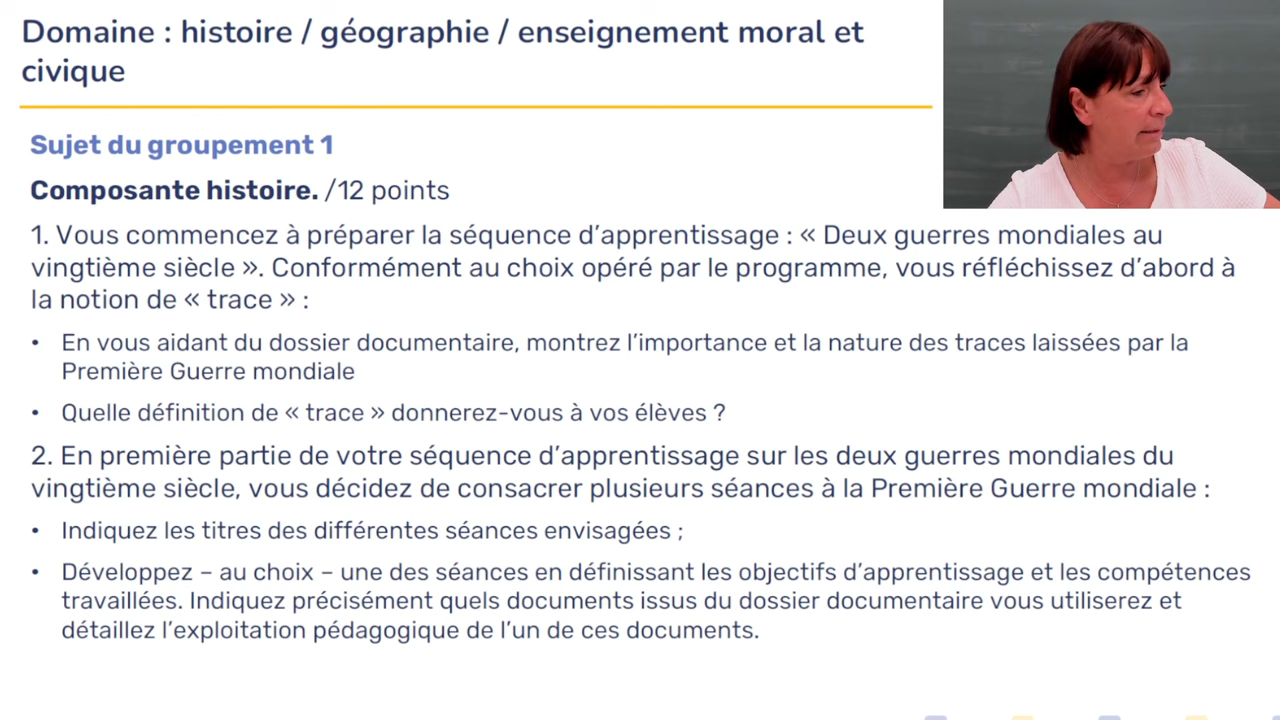 Domaine : histoire / géographie / enseignement moral et
civique
Sujet du groupement 1
Composante histoire. /12 points
1. Vous commencez à préparer la séquence d’apprentissage : « Deux guerres mondiales au
vingtième siècle ». Conformément au choix opéré par le programme, vous réfléchissez d’abord à
la notion de « trace » :
• En vous aidant du dossier documentaire, montrez l’importance et la nature des traces laissées par la
Première Guerre mondiale
• Quelle définition de « trace » donnerez-vous à vos élèves ?
2. En première partie de votre séquence d’apprentissage sur les deux guerres mondiales du
vingtième siècle, vous décidez de consacrer plusieurs séances à la Première Guerre mondiale :
• Indiquez les titres des différentes séances envisagées ;
• Développez – au choix – une des séances en définissant les objectifs d’apprentissage et les compétences
travaillées. Indiquez précisément quels documents issus du dossier documentaire vous utiliserez et
détaillez l’exploitation pédagogique de l’un de ces documents.